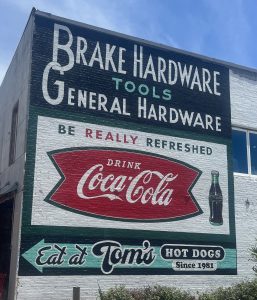 BRAKE HARDWARE
TOOLS
GENERAL HARDWARE
BE REALLY REFRESHED
DRINK
Coca-Cola
Eat at Tom's HOT DOGS
Since 1981